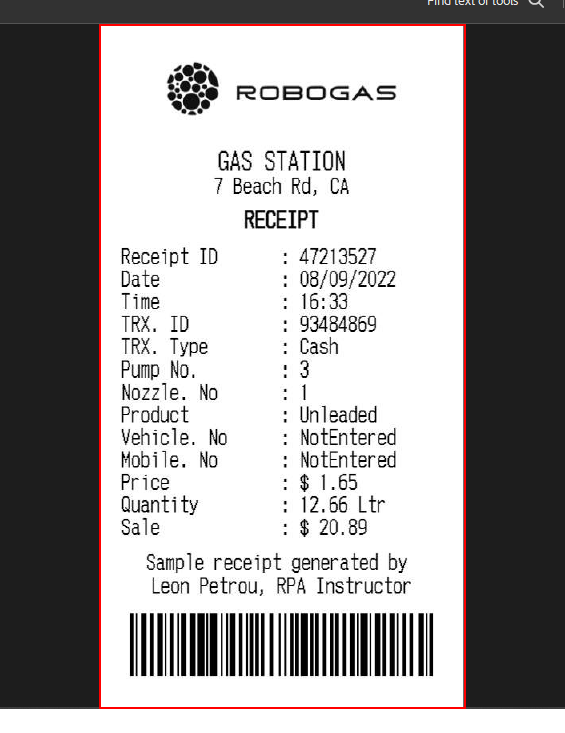 Find text or tools
ROBOGAS
GAS STATION
7 Beach Rd, CA
RECEIPT
Receipt ID : 47213527
Date : 08/09/2022
Time : 16:33
TRX. ID : 93484869
TRX. Type : Cash
Pump No. : 3
Nozzle. No : 1
Product : Unleaded
Vehicle. No : NotEntered
Mobile. No : NotEntered
Price : $ 1.65
Quantity : 12.66 Ltr
Sale : $ 20.89
Sample receipt generated by
Leon Petrou, RPA Instructor